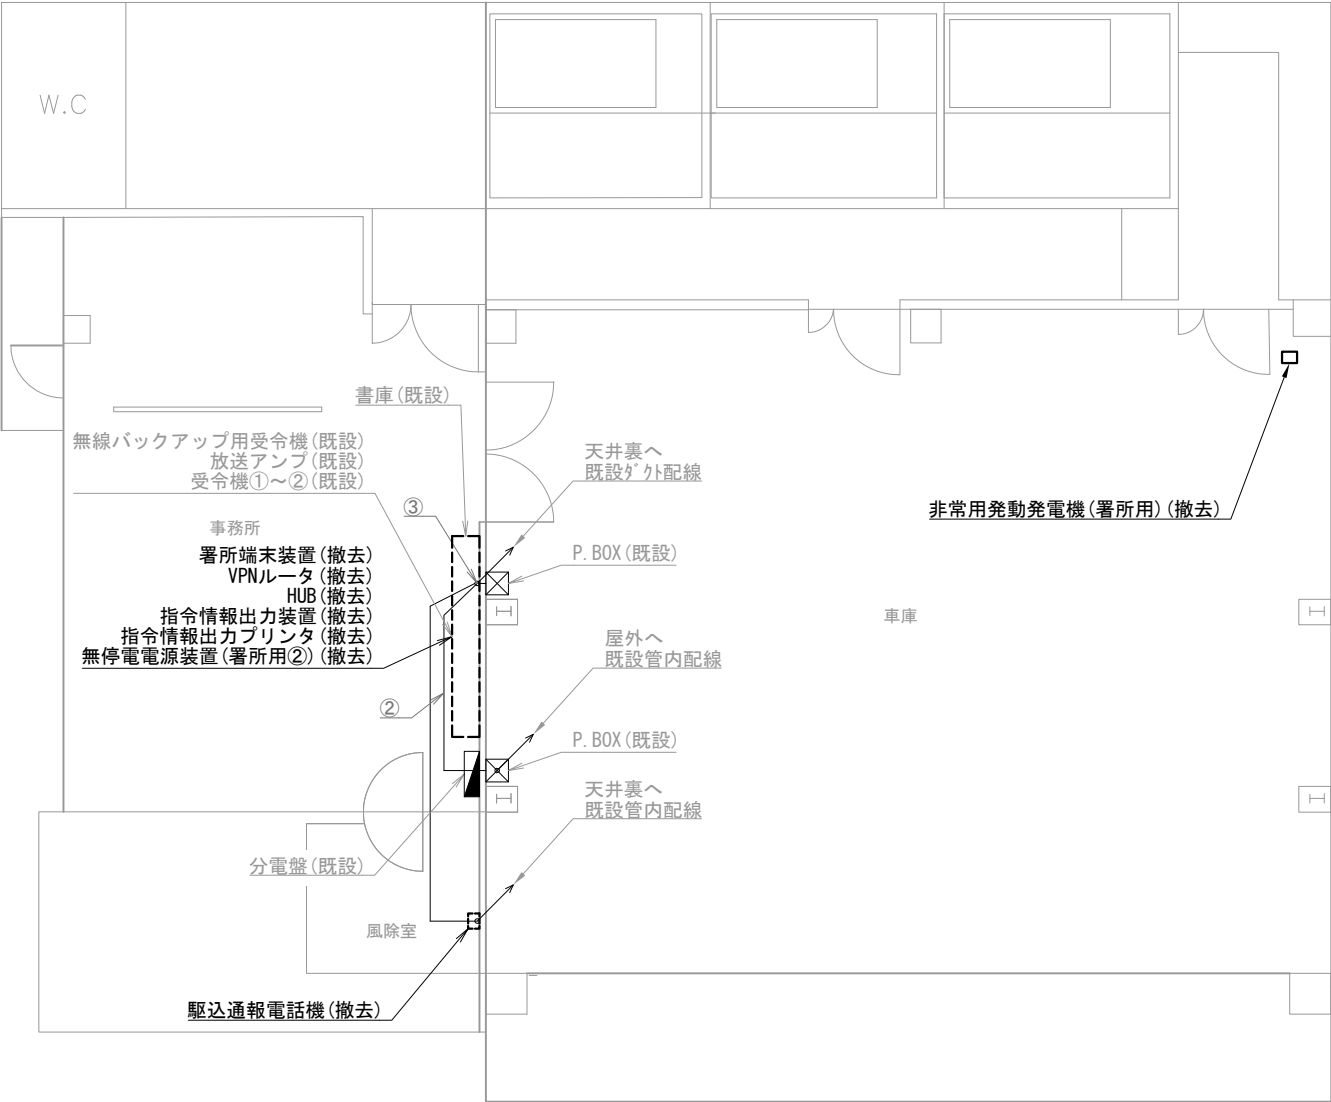 W.C
書庫(既設)
無線バックアップ用受令機(既設)
放送アンプ(既設)
受令機①～②(既設)
天井裏へ
既設ﾀﾞｸﾄ配線
③
非常用発動発電機(署所用)(撤去)
事務所
署所端末装置(撤去)
VPNルータ(撤去)
HUB(撤去)
指令情報出力装置(撤去)
指令情報出力プリンタ(撤去)
無停電電源装置(署所用②)(撤去)
P.BOX(既設)
車庫
屋外へ
既設管内配線
②
P.BOX(既設)
天井裏へ
既設管内配線
分電盤(既設)
風除室
駆込通報電話機(撤去)